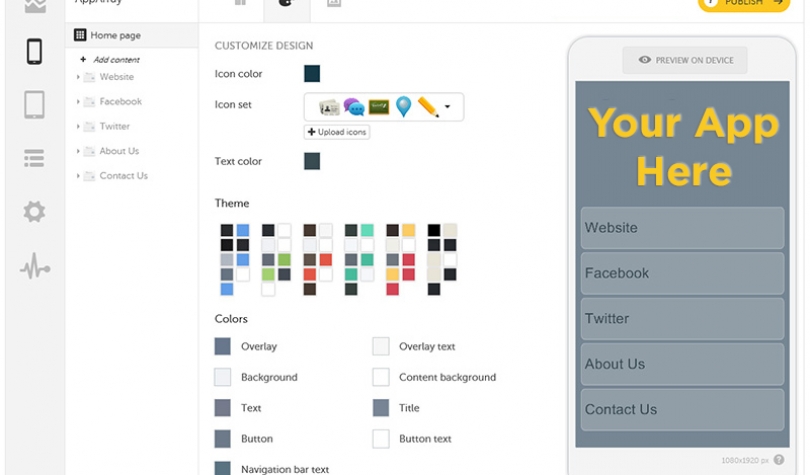 AppArray
PUBLISH
Home page
Add content
Website
Facebook
Twitter
About Us
Contact Us
CUSTOMIZE DESIGN
Icon color
Icon set
Upload icons
Text color
Theme
Colors
Overlay
Overlay text
Background
Content background
Text
Title
Button
Button text
Navigation bar text
PREVIEW ON DEVICE
Your App
Here
Website
Facebook
Twitter
About Us
Contact Us
1080x1920 px